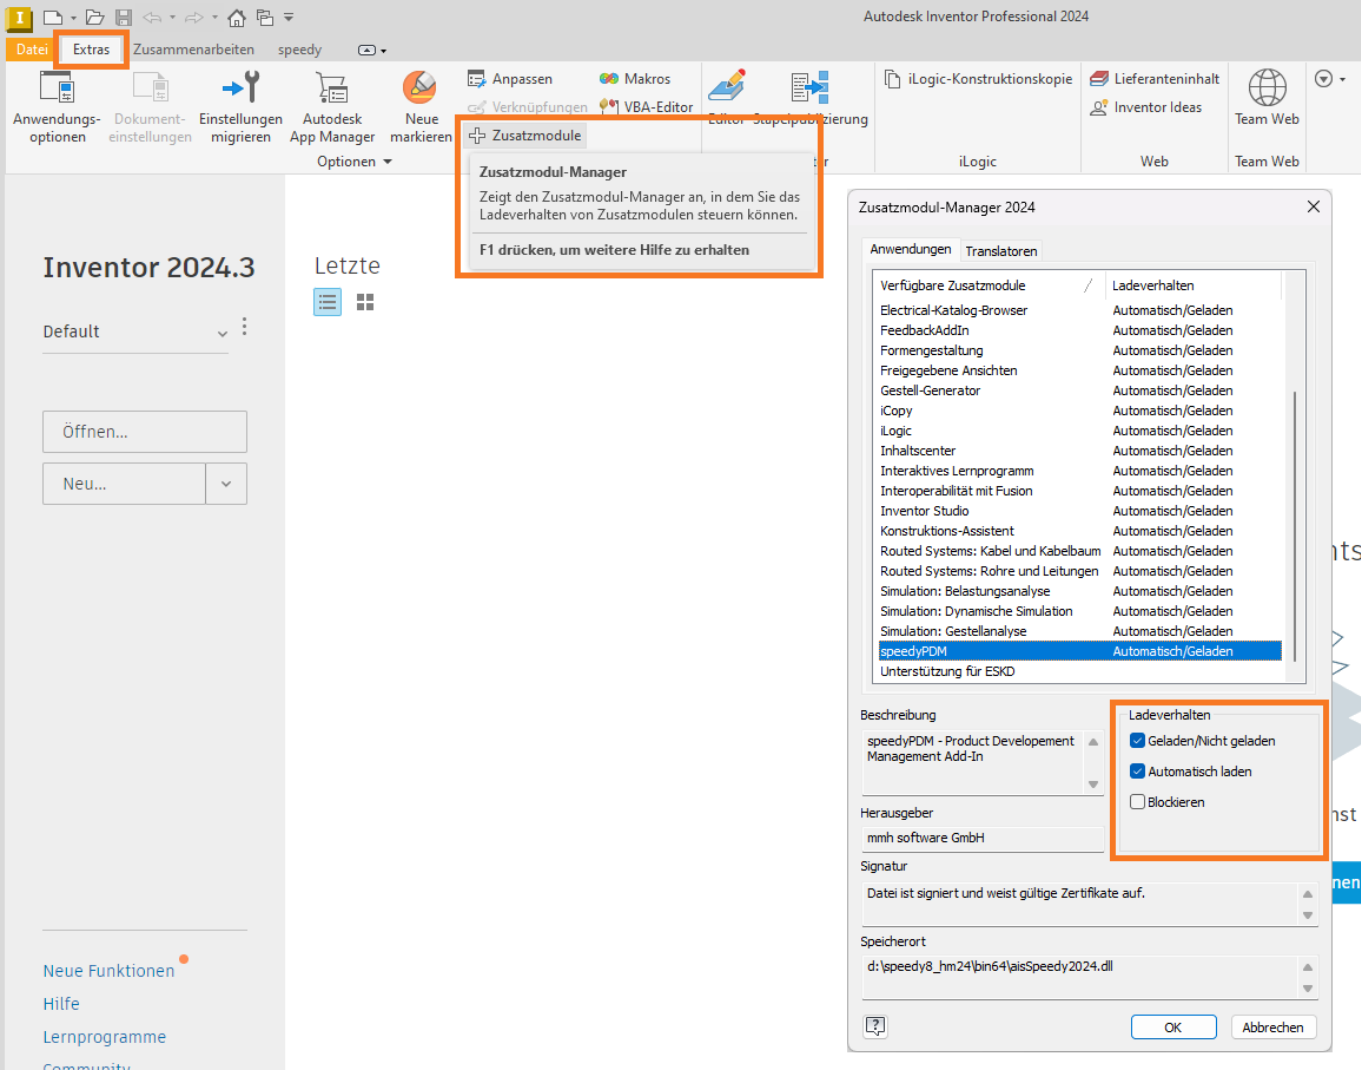 Autodesk Inventor Professional 2024
Datei
Extras
Zusammenarbeiten
speedy
Anwendungs-
optionen
Dokument-
einstellungen
Einstellungen
migrieren
Autodesk
App Manager
Neue
markieren
Anpassen
Verknüpfungen
Zusatzmodule
Makros
VBA-Editor
Editor
Stapelpublizierung
iLogic-Konstruktionskopie
Lieferanteninhalt
Inventor Ideas
Team Web
Optionen
iLogic
Web
Team Web
Zusatzmodul-Manager
Zeigt den Zusatzmodul-Manager an, in dem Sie das
Ladeverhalten von Zusatzmodulen steuern können.
F1 drücken, um weitere Hilfe zu erhalten
Inventor 2024.3
Default
Öffnen...
Neu...
Letzte
Neue Funktionen
Hilfe
Lernprogramme
Community
Zusatzmodul-Manager 2024
Anwendungen
Translatoren
Verfügbare Zusatzmodule Ladeverhalten
Electrical-Katalog-Browser Automatisch/Geladen
FeedbackAddIn Automatisch/Geladen
Formengestaltung Automatisch/Geladen
Freigegebene Ansichten Automatisch/Geladen
Gestell-Generator Automatisch/Geladen
iCopy Automatisch/Geladen
iLogic Automatisch/Geladen
Inhaltscenter Automatisch/Geladen
Interaktives Lernprogramm Automatisch/Geladen
Interoperabilität mit Fusion Automatisch/Geladen
Inventor Studio Automatisch/Geladen
Konstruktions-Assistent Automatisch/Geladen
Routed Systems: Kabel und Kabelbaum Automatisch/Geladen
Routed Systems: Rohre und Leitungen Automatisch/Geladen
Simulation: Belastungsanalyse Automatisch/Geladen
Simulation: Dynamische Simulation Automatisch/Geladen
Simulation: Gestellanalyse Automatisch/Geladen
speedyPDM Automatisch/Geladen
Unterstützung für ESKD
Beschreibung
speedyPDM - Product Developement
Management Add-In
Ladeverhalten
Geladen/Nicht geladen
Automatisch laden
Blockieren
Herausgeber
mmh software GmbH
Signatur
Datei ist signiert und weist gültige Zertifikate auf.
Speicherort
d:\speedy8_hm24\bin64\aisSpeedy2024.dll
OK
Abbrechen